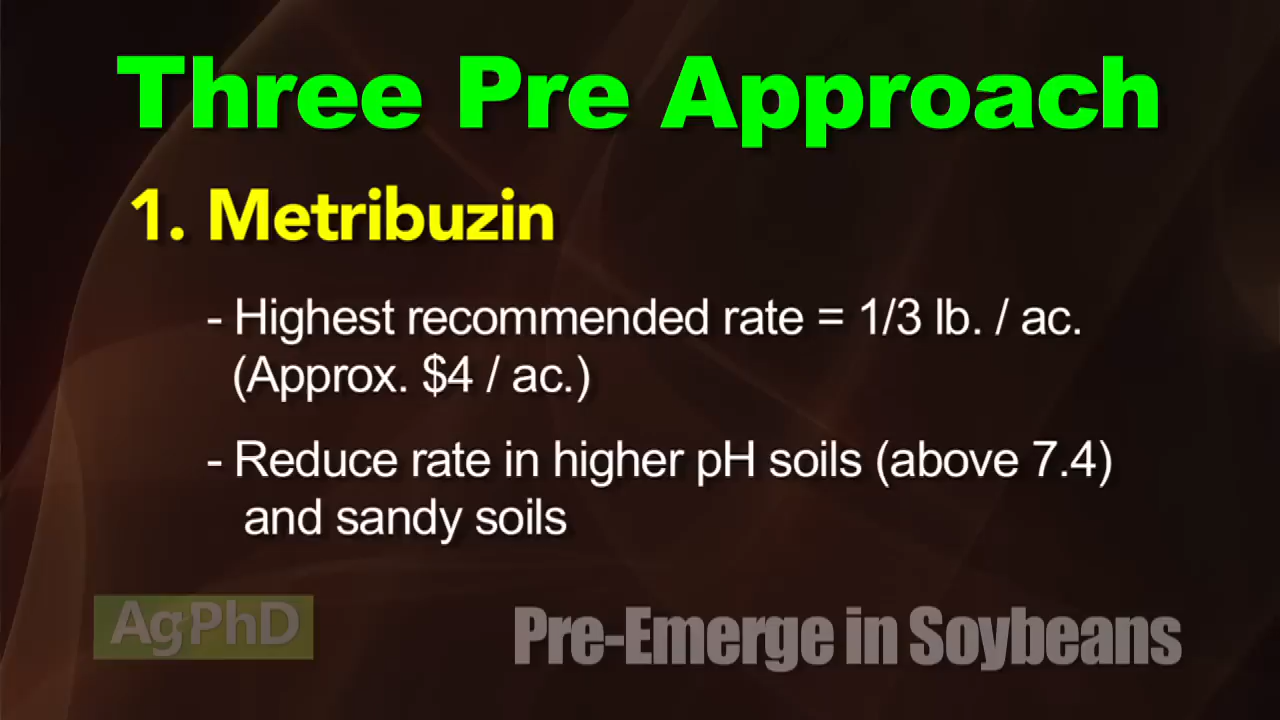 Three Pre Approach
1. Metribuzin
- Highest recommended rate = 1/3 lb. / ac.
(Approx. $4 / ac.)
- Reduce rate in higher pH soils (above 7.4)
and sandy soils
AgPhD
Pre-Emerge in Soybeans